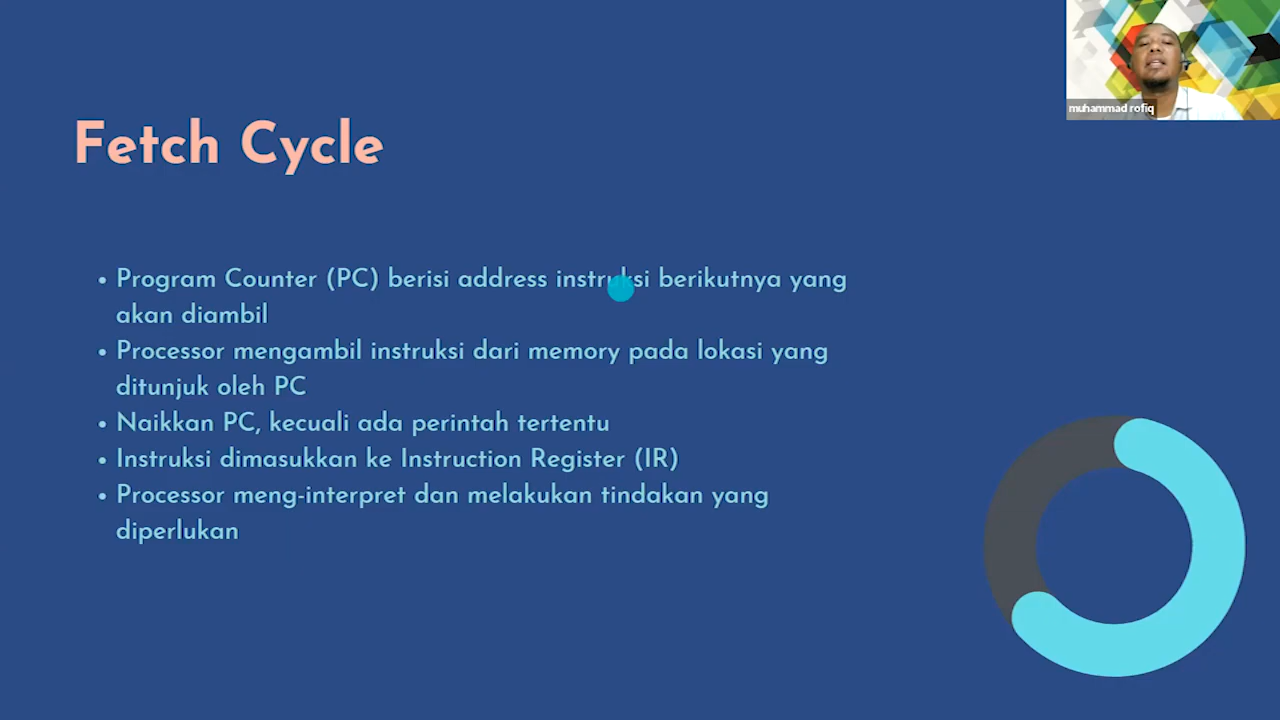 muhammad rofiq
Fetch Cycle
• Program Counter (PC) berisi address instruksi berikutnya yang
akan diambil
• Processor mengambil instruksi dari memory pada lokasi yang
ditunjuk oleh PC
• Naikkan PC, kecuali ada perintah tertentu
• Instruksi dimasukkan ke Instruction Register (IR)
• Processor meng-interpret dan melakukan tindakan yang
diperlukan